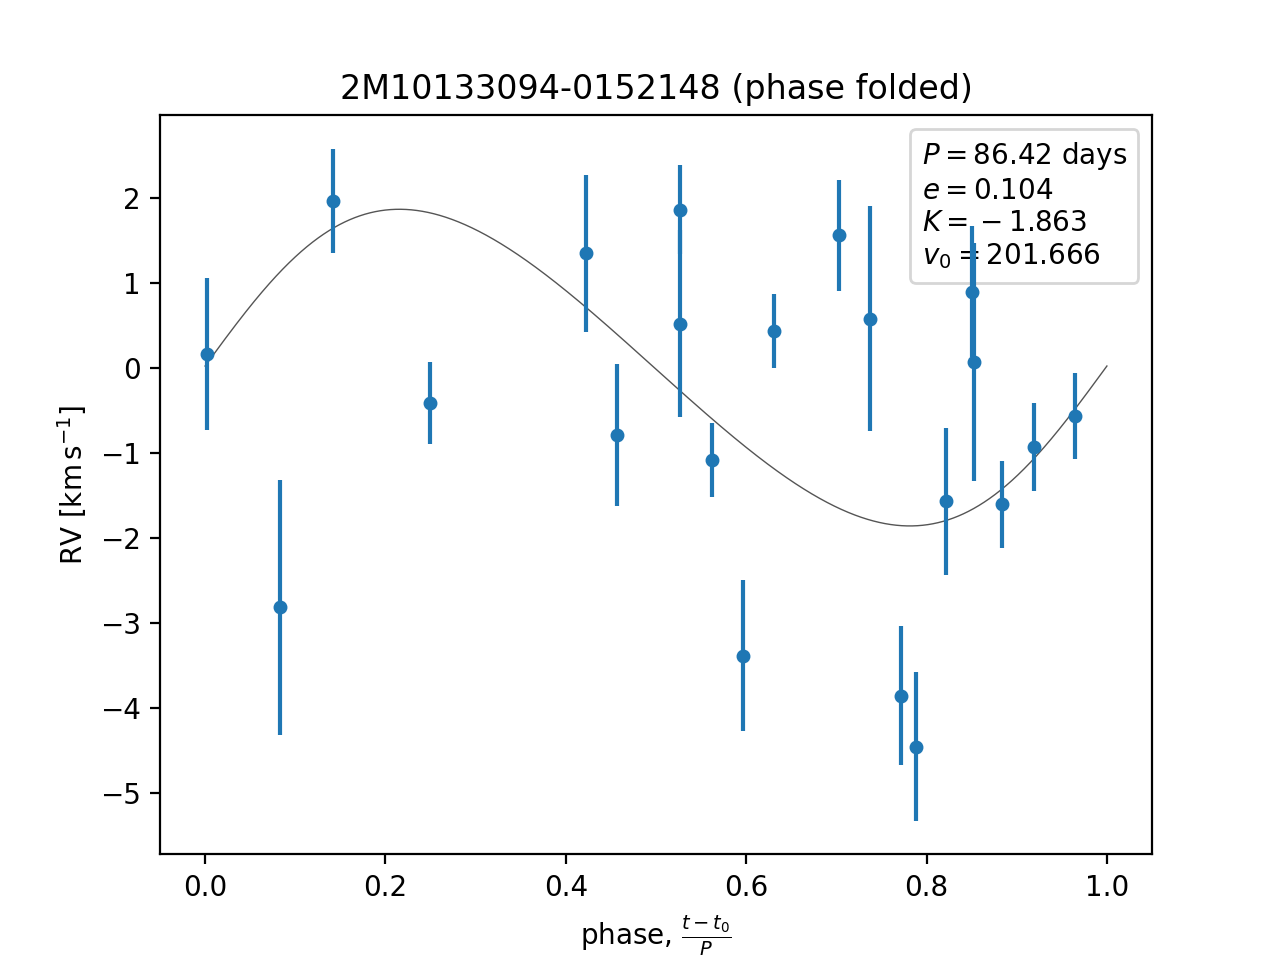 2M10133094-0152148 (phase folded)
P = 86.42 days
e = 0.104
K = −1.863
v₀ = 201.666
2
1
0
−1
−2
−3
−4
−5
RV [km s⁻¹]
0.0 0.2 0.4 0.6 0.8 1.0
phase, (t − t₀)/P